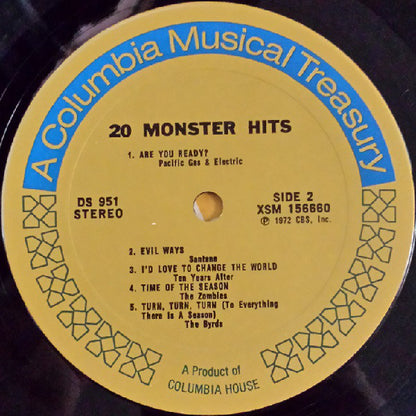 A Columbia Musical Treasury
20 MONSTER HITS
1. ARE YOU READY?
Pacific Gas & Electric
DS 951
STEREO
SIDE 2
XSM 156660
Ⓟ 1972 CBS, Inc.
2. EVIL WAYS
Santana
3. I'D LOVE TO CHANGE THE WORLD
Ten Years After
4. TIME OF THE SEASON
The Zombies
5. TURN, TURN, TURN (To Everything
There Is A Season)
The Byrds
A Product of
COLUMBIA HOUSE